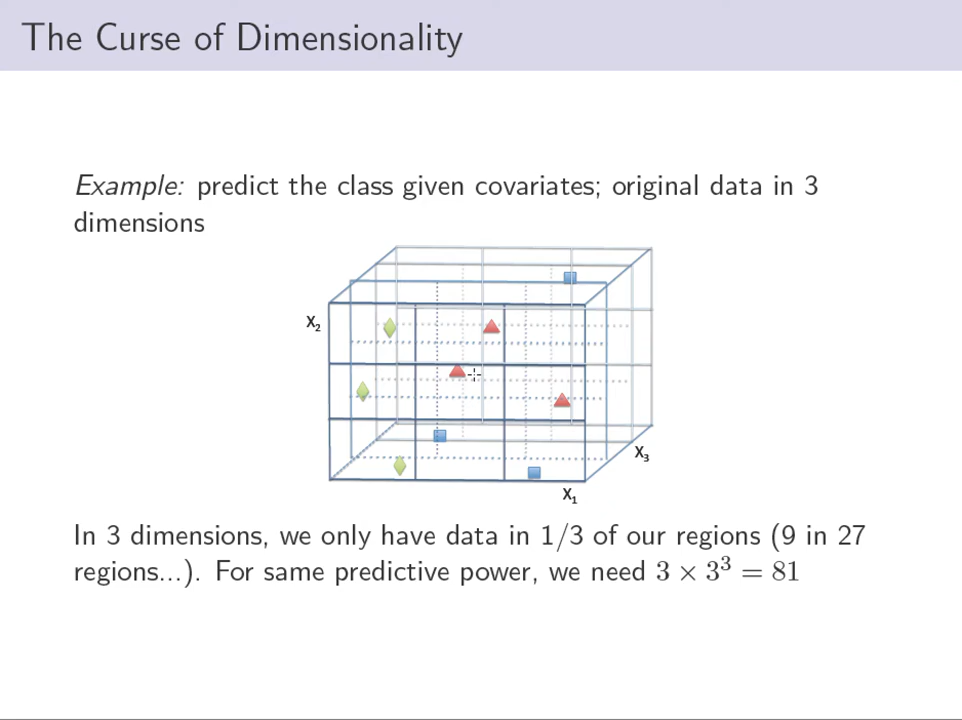 The Curse of Dimensionality
Example: predict the class given covariates; original data in 3
dimensions
X₂
X₃
X₁
In 3 dimensions, we only have data in 1/3 of our regions (9 in 27
regions...). For same predictive power, we need 3 × 3³ = 81